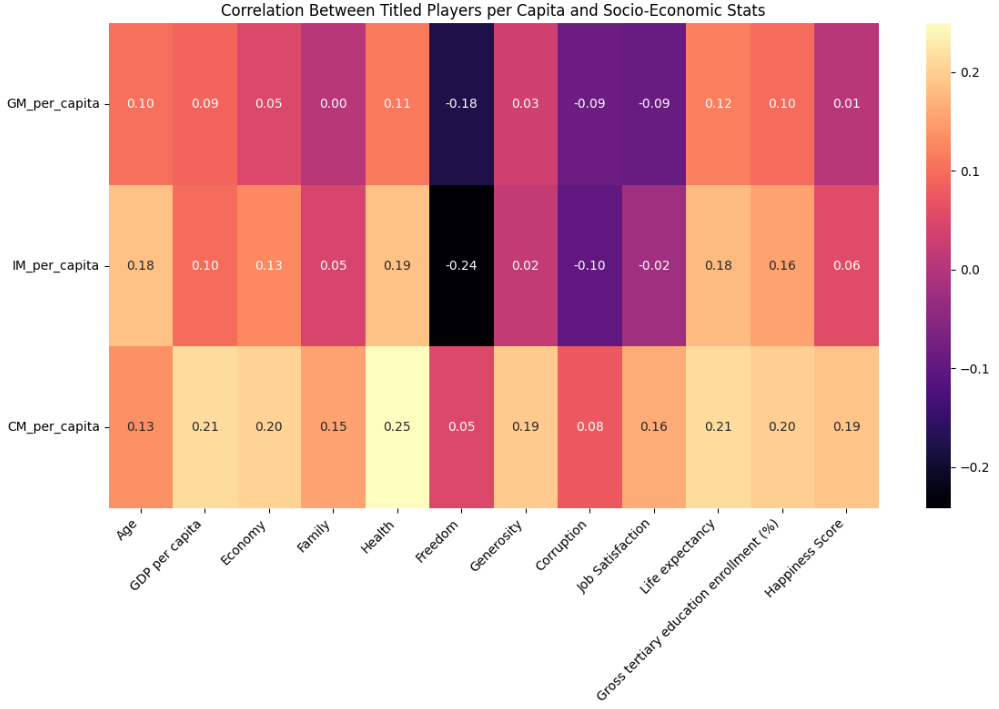 Correlation Between Titled Players per Capita and Socio-Economic Stats
GM_per_capita 0.10 0.09 0.05 0.00 0.11 -0.18 0.03 -0.09 -0.09 0.12 0.10 0.01
IM_per_capita 0.18 0.10 0.13 0.05 0.19 -0.24 0.02 -0.10 -0.02 0.18 0.16 0.06
CM_per_capita 0.13 0.21 0.20 0.15 0.25 0.05 0.19 0.08 0.16 0.21 0.20 0.19
Age
GDP per capita
Economy
Family
Health
Freedom
Generosity
Corruption
Job Satisfaction
Life expectancy
Gross tertiary education enrollment (%)
Happiness Score
0.2
0.1
0.0
−0.1
−0.2